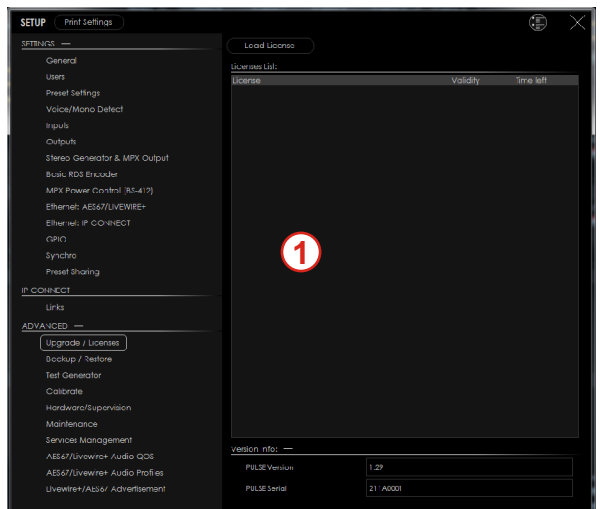 SETUP Print Settings
SETTINGS —
General
Users
Preset Settings
Voice/Mono Detect
Inputs
Outputs
Stereo Generator & MPX Output
Basic RDS Encoder
MPX Power Control (BS-412)
Ethernet: AES67/LIVEWIRE+
Ethernet: IP CONNECT
GPIO
Synchro
Preset Sharing
IP CONNECT
Links
ADVANCED —
Upgrade / Licenses
Backup / Restore
Test Generator
Calibrate
Hardware/Supervision
Maintenance
Services Management
AES67/Livewire+ Audio QOS
AES67/Livewire+ Audio Profiles
Livewire+/AES67 Advertisement
Load License
Licenses List:
License Validity Time left
1
Version Info: —
PULSE Version 1.29
PULSE Serial 211A0001